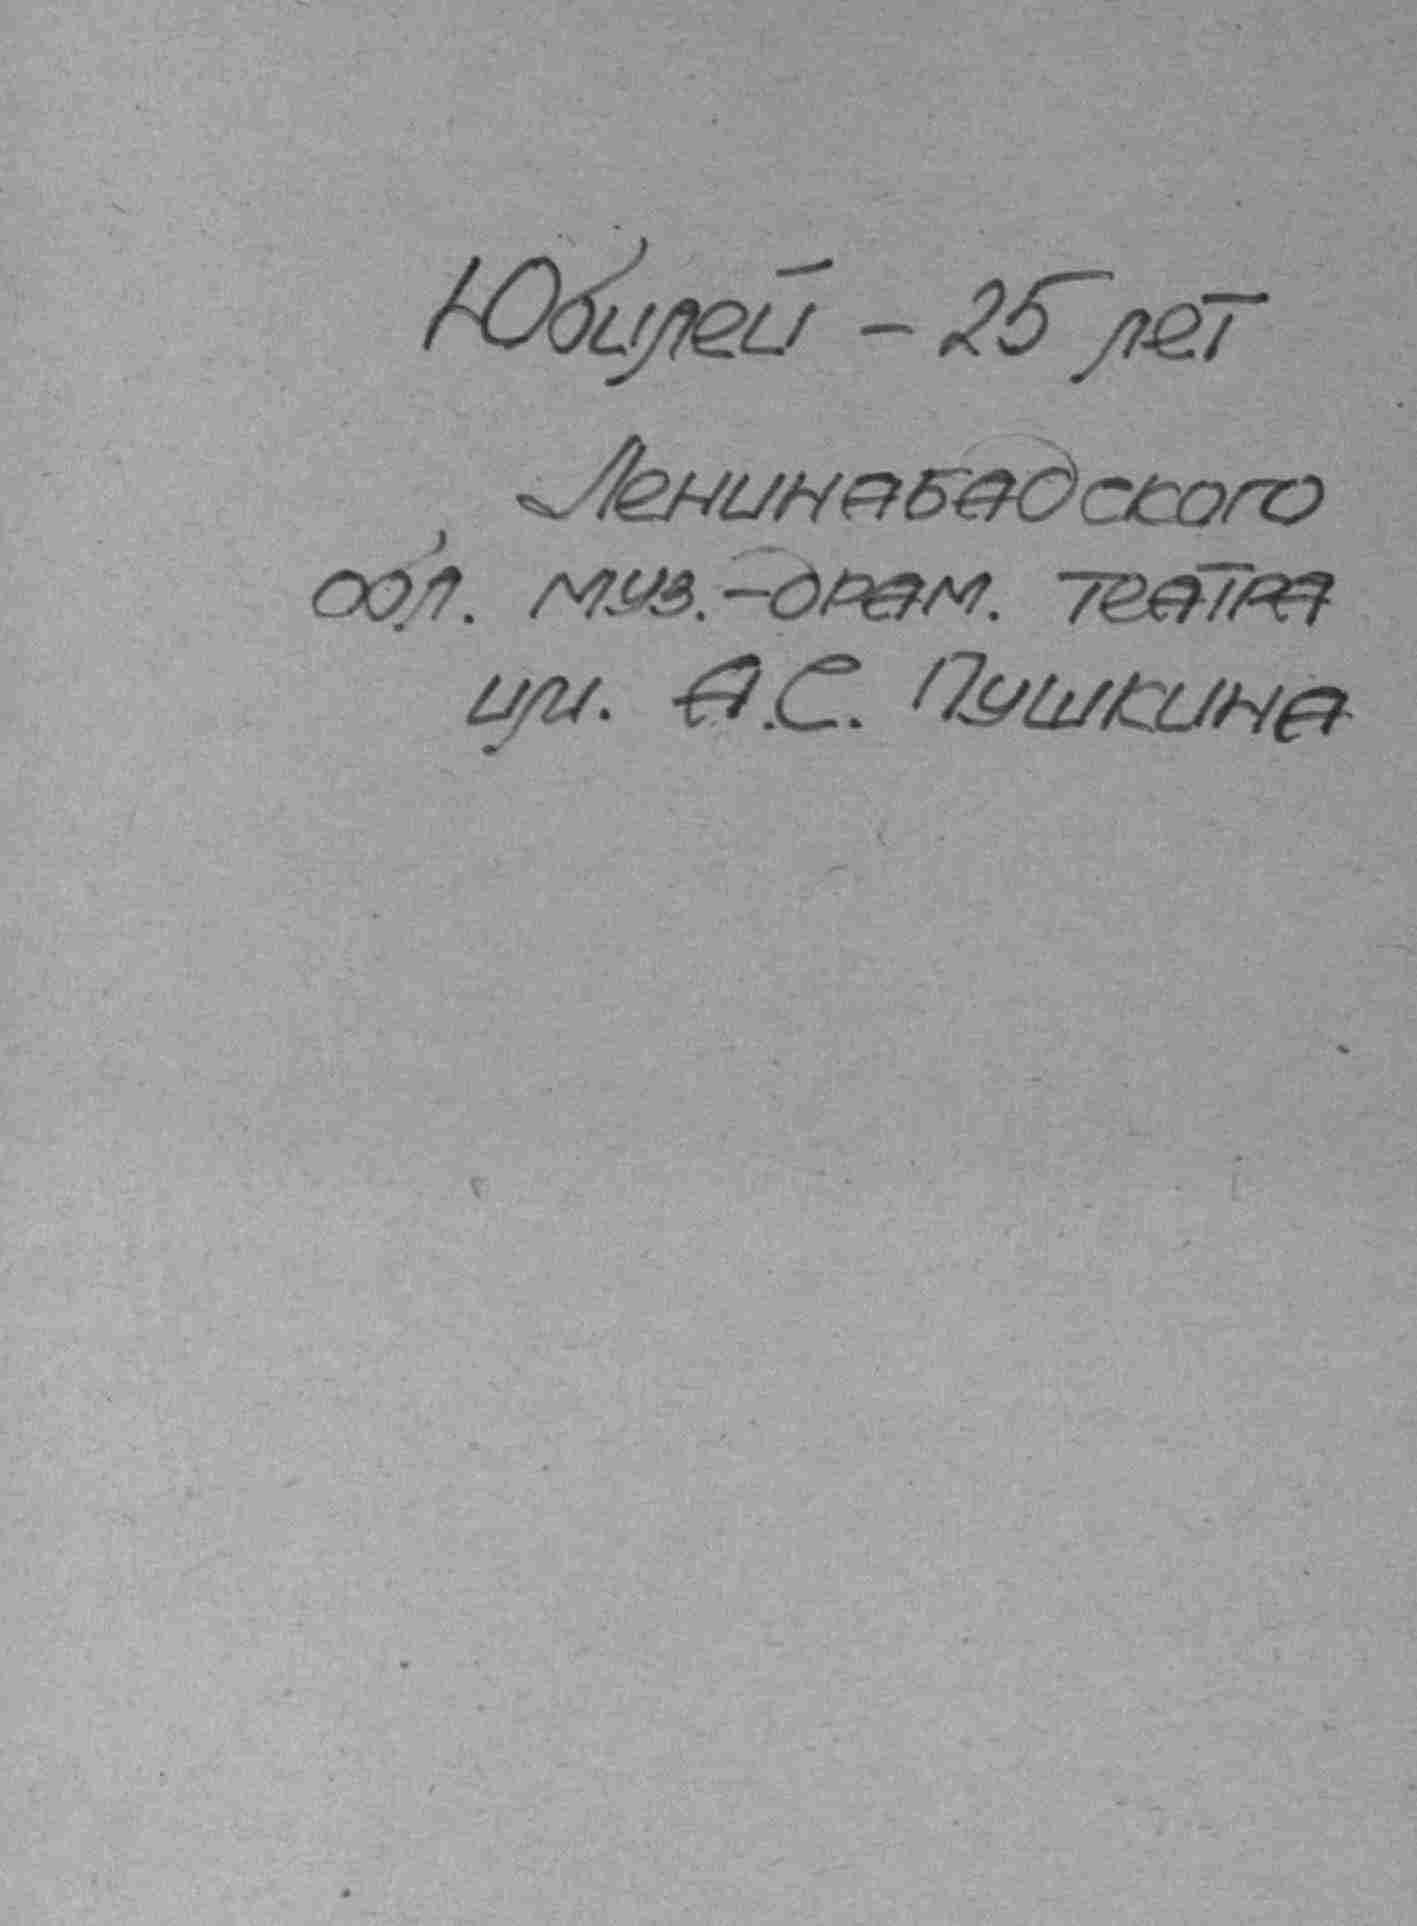 Юбилей – 25 лет
Ленинабадского
обл. муз.-драм. театра
им. А.С. Пушкина